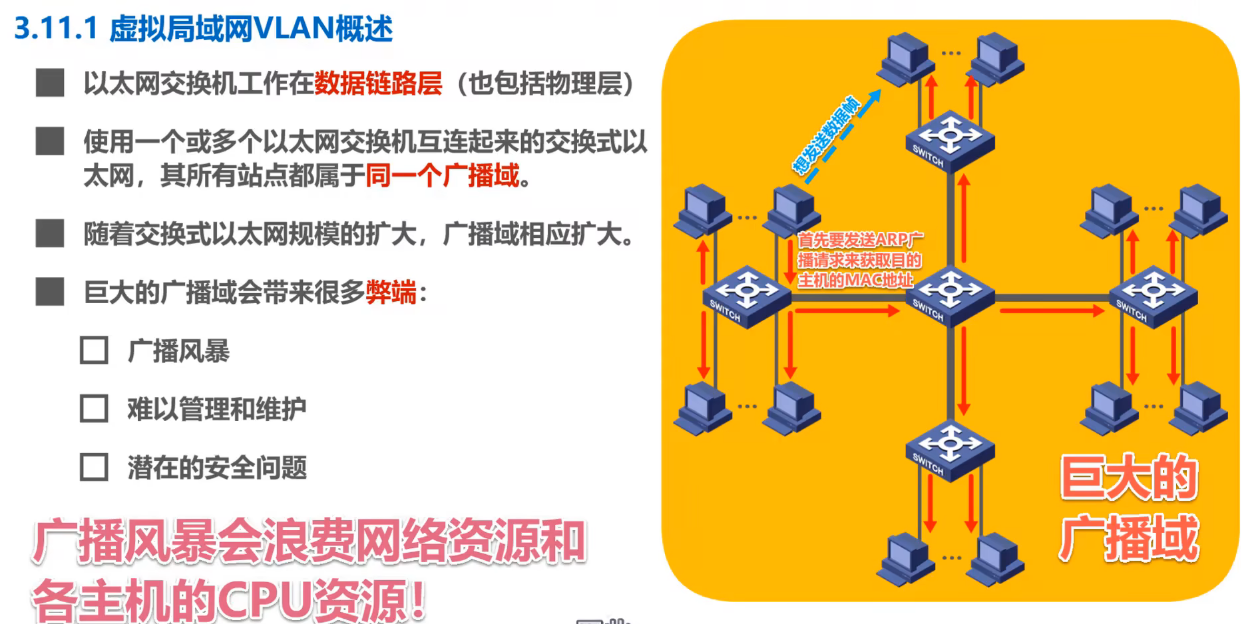 3.11.1 虚拟局域网VLAN概述
以太网交换机工作在数据链路层（也包括物理层）
使用一个或多个以太网交换机互连起来的交换式以
太网，其所有站点都属于同一个广播域。
随着交换式以太网规模的扩大，广播域相应扩大。
巨大的广播域会带来很多弊端：
广播风暴
难以管理和维护
潜在的安全问题
广播风暴会浪费网络资源和
各主机的CPU资源！
...
想发送数据帧
SWITCH
...
...
首先要发送ARP广
播请求来获取目的
主机的MAC地址
SWITCH
SWITCH
SWITCH
...
...
SWITCH
...
巨大的
广播域